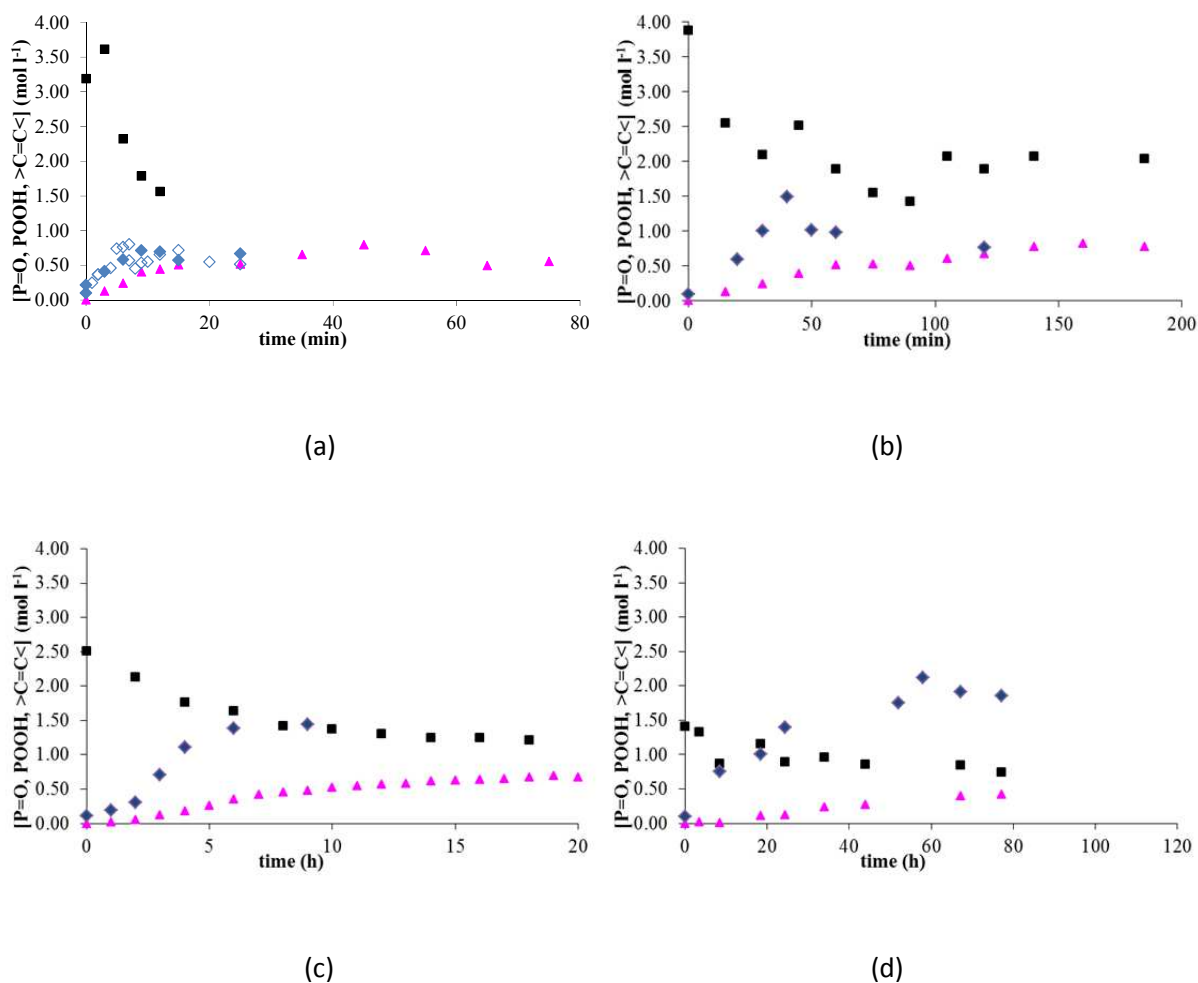 [P=O, POOH, >C=C<] (mol l⁻¹)
4.00
3.50
3.00
2.50
2.00
1.50
1.00
0.50
0.00
0 20 40 60 80
time (min)
(a)
[P=O, POOH, >C=C<] (mol l⁻¹)
4.00
3.50
3.00
2.50
2.00
1.50
1.00
0.50
0.00
0 50 100 150 200
time (min)
(b)
[P=O, POOH, >C=C<] (mol l⁻¹)
4.00
3.50
3.00
2.50
2.00
1.50
1.00
0.50
0.00
0 5 10 15 20
time (h)
(c)
[P=O, POOH, >C=C<] (mol l⁻¹)
4.00
3.50
3.00
2.50
2.00
1.50
1.00
0.50
0.00
0 20 40 60 80 100 120
time (h)
(d)